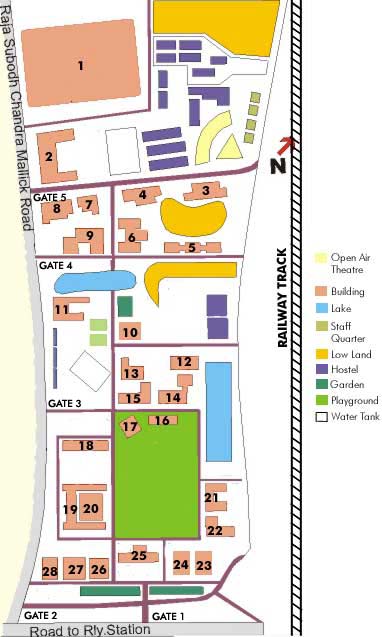 Raja Subodh Chandra Mallick Road
1
2
N
GATE 5
8
7
4
3
9
6
5
GATE 4
RAILWAY TRACK
Open Air
Theatre
Building
Lake
Staff
Quarter
Low Land
Hostel
Garden
Playground
Water Tank
11
10
12
13
15
14
GATE 3
17
16
18
19
20
21
22
25
28
27
26
24
23
GATE 2
GATE 1
Road to Rly.Station